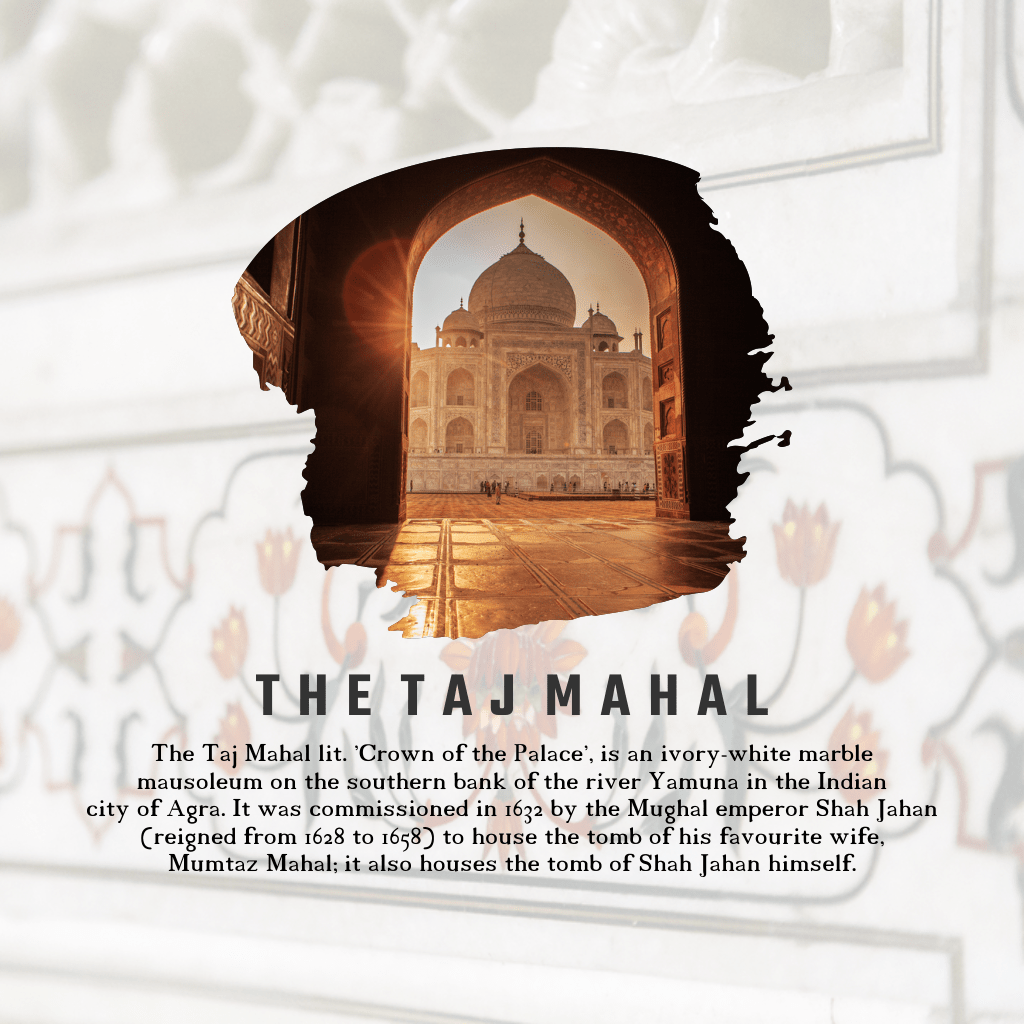 THE TAJ MAHAL
The Taj Mahal lit. 'Crown of the Palace', is an ivory-white marble
mausoleum on the southern bank of the river Yamuna in the Indian
city of Agra. It was commissioned in 1632 by the Mughal emperor Shah Jahan
(reigned from 1628 to 1658) to house the tomb of his favourite wife,
Mumtaz Mahal; it also houses the tomb of Shah Jahan himself.